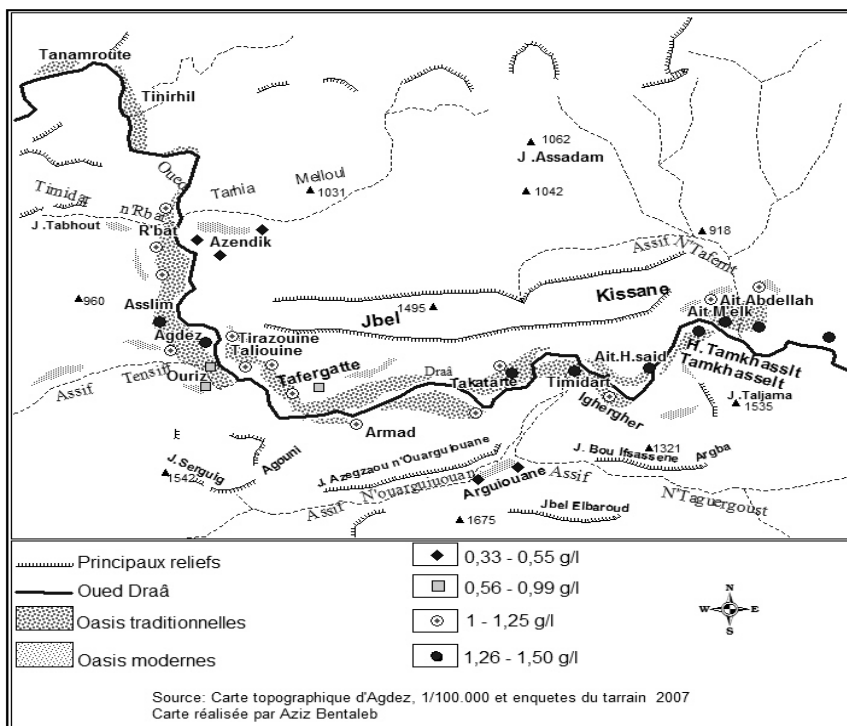 Tanamroute
Tinirhil
1062
J .Assadam
Oued
Tarhia
Melloul
1031
1042
Timidar
n'Rbat
J .Tabhout
R'bat
Azendik
918
Assif
N'Tafemt
960
Asslim
1495
Jbel
Kissane
Ait.Abdellah
Ait M'elk
Agdez
Tirazouine
Taliouine
H.Tamkhasslt
Tamkhasselt
Assif
Tensift
Ouriz
Tafergatte
Draâ
Takatarte
Ait.H.said
Timidart
Ighergher
J .Taljama
1535
Armad
J.Serguig
1542
Agouni
J. Azegzaou n'Ouarguiouane
J. Bou Ifsassene
1321
Argba
Arguiouane
Assif
Assif
N'ouarguiuouan
N'Taguergoust
Jbel Elbaroud
1675
Principaux reliefs
Oued Draâ
Oasis traditionnelles
Oasis modernes
0,33 - 0,55 g/l
0,56 - 0,99 g/l
1 - 1,25 g/l
1,26 - 1,50 g/l
N
W
E
S
Source: Carte topographique d'Agdez, 1/100.000 et enquetes du tarrain 2007
Carte réalisée par Aziz Bentaleb